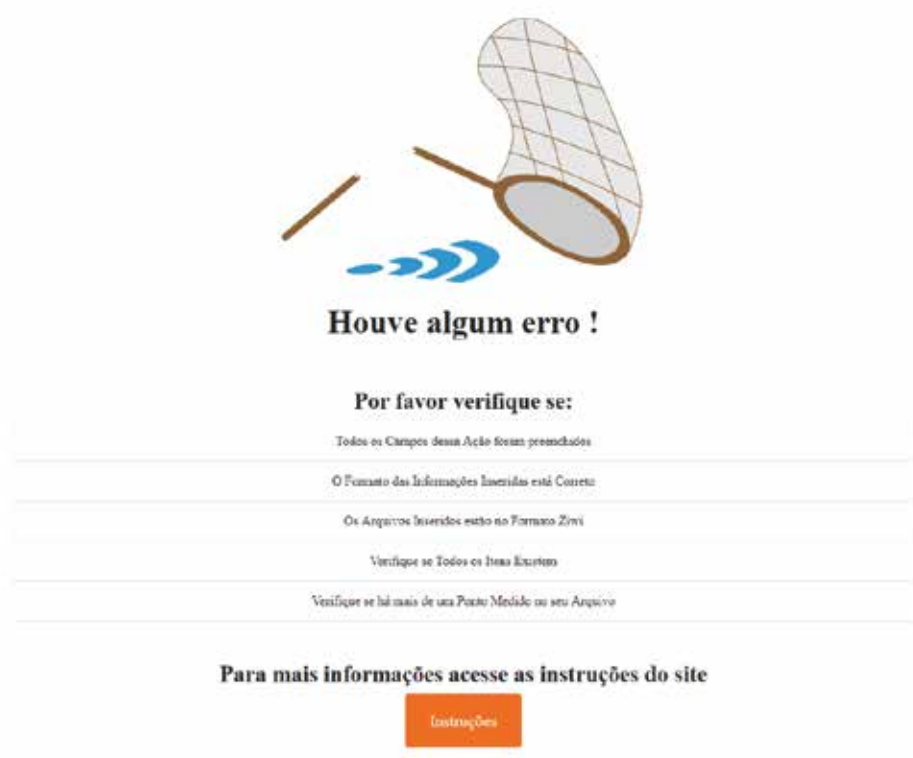 Houve algum erro !
Por favor verifique se:
Todos os Campos dessa Ação foram preenchidos
O Formato das Informações Inseridas está Correto
Os Arquivos Inseridos estão no Formato
Verifique se Todos os Itens Existem
Verifique se há mais de um Ponto Medido no seu Arquivo
Para mais informações acesse as instruções do site
Instruções